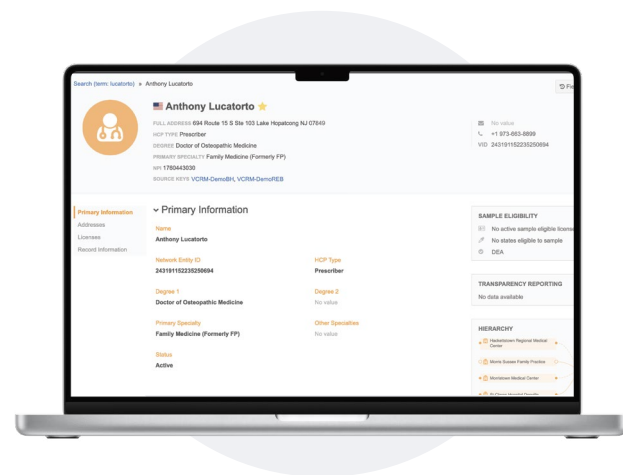 Search (term: lucatorto) » Anthony Lucatorto
Anthony Lucatorto
FULL ADDRESS 694 Route 15 S Ste 103 Lake Hopatcong NJ 07849
HCP TYPE Prescriber
DEGREE Doctor of Osteopathic Medicine
PRIMARY SPECIALTY Family Medicine (Formerly FP)
NPI 1760443030
SOURCE KEYS VCRM-DemoBH, VCRM-DemoREB
No value
+1 973-663-8899
VID 243191152235250694
Primary Information
Addresses
Licenses
Record Information
Primary Information
Name
Anthony Lucatorto
Network Entity ID
243191152235250694
HCP Type
Prescriber
Degree 1
Doctor of Osteopathic Medicine
Degree 2
No value
Primary Specialty
Family Medicine (Formerly FP)
Other Specialties
No value
Status
Active
SAMPLE ELIGIBILITY
No active sample eligible license
No states eligible to sample
DEA
TRANSPARENCY REPORTING
No data available
HIERARCHY
Hackettstown Regional Medical
Center
Morris Sussex Family Practice
Morristown Medical Center